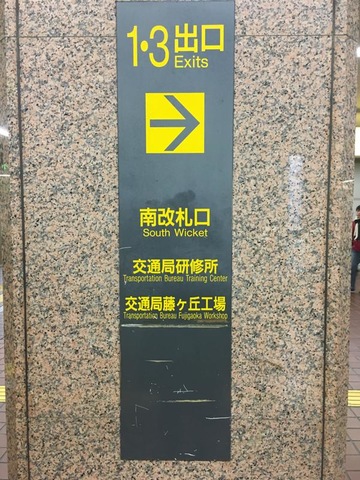 1・3出口
Exits
南改札口
South Wicket
交通局研修所
Transportation Bureau Training Center
交通局藤ヶ丘工場
Transportation Bureau Fujigaoka Workshop